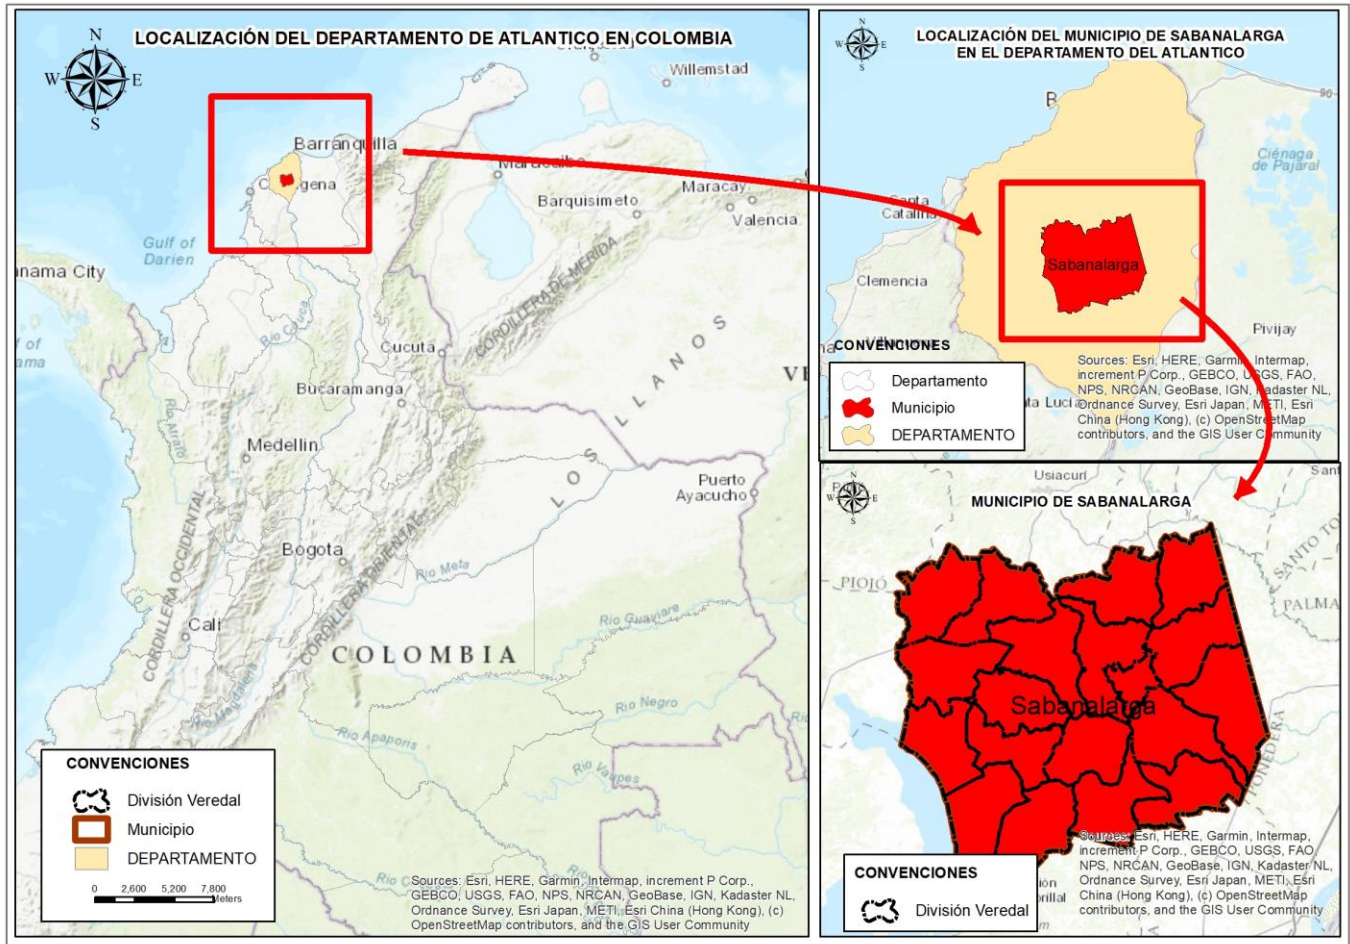 LOCALIZACIÓN DEL DEPARTAMENTO DE ATLANTICO EN COLOMBIA
N
W
E
S
Willemstad
Barranquilla
Maracaibo
Maracay
Barquisimeto
Valencia
Gulf of
Darien
nama City
CORDILLERA DE MERIDA
Rio Cauca
Cucuta
Bucaramanga
Rio Atrato
Medellin
LOS LLANOS
Puerto
Ayacucho
CORDILLERA OCCIDENTAL
Bogota
CORDILLERA ORIENTAL
Rio Meta
Rio Guaviare
Cali
COLOMBIA
Rio Magdalena
Rio Negro
Rio Apaporis
Rio Vaupes
CONVENCIONES
División Veredal
Municipio
DEPARTAMENTO
0 2,600 5,200 7,800
Meters
Sources: Esri, HERE, Garmin, Intermap, increment P Corp.,
GEBCO, USGS, FAO, NPS, NRCAN, GeoBase, IGN, Kadaster NL,
Ordnance Survey, Esri Japan, METI, Esri China (Hong Kong), (c)
OpenStreetMap contributors, and the GIS User Community
LOCALIZACIÓN DEL MUNICIPIO DE SABANALARGA
EN EL DEPARTAMENTO DEL ATLANTICO
N
W
E
S
B
90
Ciénaga
de Pajaral
Santa
Catalina
Sabanalarga
Clemencia
Pivijay
CONVENCIONES
Departamento
Municipio
DEPARTAMENTO
Sources: Esri, HERE, Garmin, Intermap,
increment P Corp., GEBCO, USGS, FAO,
NPS, NRCAN, GeoBase, IGN, Kadaster NL,
Ordnance Survey, Esri Japan, METI, Esri
China (Hong Kong), (c) OpenStreetMap
contributors, and the GIS User Community
Usiacurí
MUNICIPIO DE SABANALARGA
N
E
S
SANTO TO
PIOJÓ
PALMA
Sabanalarga
Sources: Esri, HERE, Garmin, Intermap,
increment P Corp., GEBCO, USGS, FAO,
NPS, NRCAN, GeoBase, IGN, Kadaster NL,
Ordnance Survey, Esri Japan, METI, Esri
China (Hong Kong), (c) OpenStreetMap
contributors, and the GIS User Community
CONVENCIONES
División Veredal